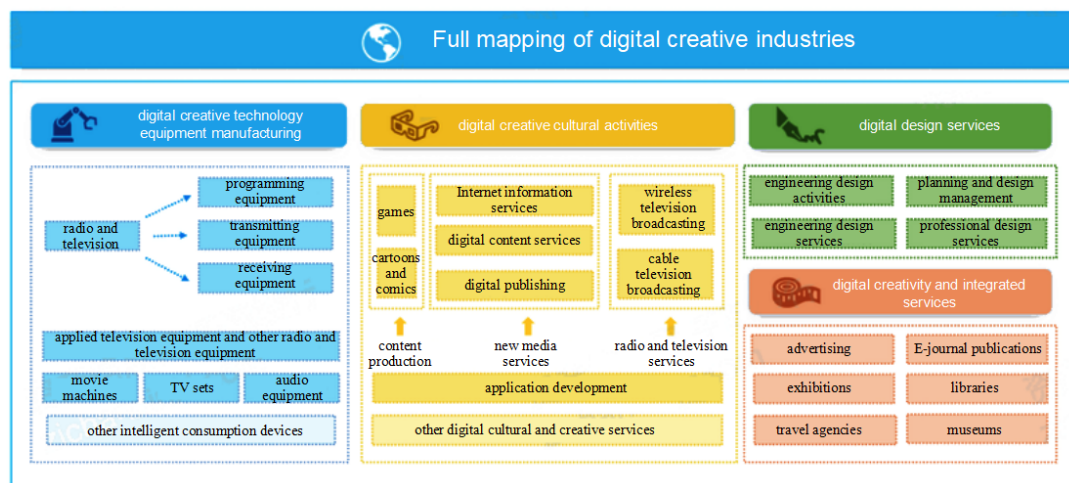 Full mapping of digital creative industries
digital creative technology
equipment manufacturing
radio and
television
programming
equipment
transmitting
equipment
receiving
equipment
applied television equipment and other radio and
television equipment
movie
machines
TV sets
audio
equipment
other intelligent consumption devices
digital creative cultural activities
games
cartoons and
comics
Internet information
services
digital content services
digital publishing
wireless
television
broadcasting
cable
television
broadcasting
content
production
new media
services
radio and television
services
application development
other digital cultural and creative services
digital design services
engineering design
activities
planning and design
management
engineering design
services
professional design
services
digital creativity and integrated
services
advertising
E-journal publications
exhibitions
libraries
travel agencies
museums